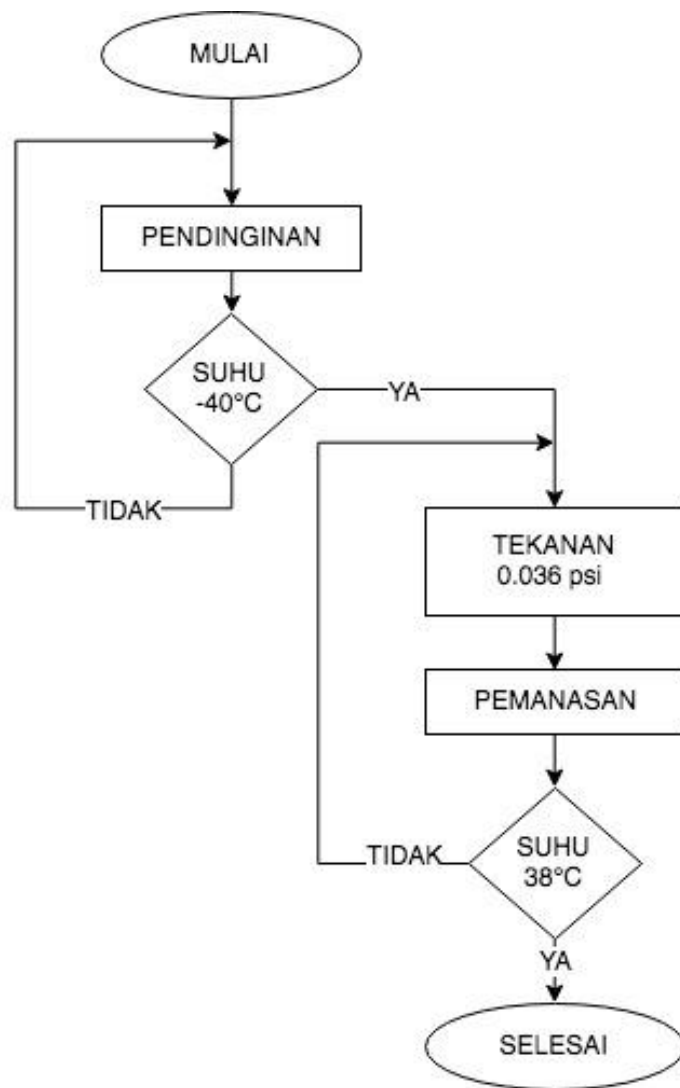 MULAI
PENDINGINAN
SUHU
-40°C
YA
TIDAK
TEKANAN
0.036 psi
PEMANASAN
SUHU
38°C
TIDAK
YA
SELESAI